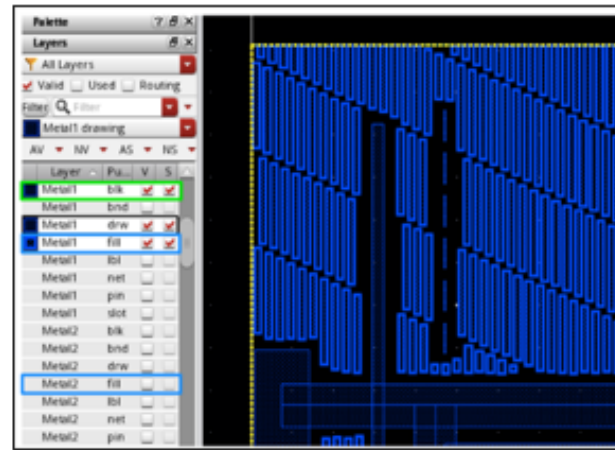 Palette ? x
Layers x
All Layers
Valid Used Routing
Filter Filter
Metal1 drawing
AV NV AS NS
Layer Pu... V S
Metal1 blk
Metal1 bnd
Metal1 drw
Metal1 fill
Metal1 lbl
Metal1 net
Metal1 pin
Metal1 slot
Metal2 blk
Metal2 bnd
Metal2 drw
Metal2 fill
Metal2 lbl
Metal2 net
Metal2 pin